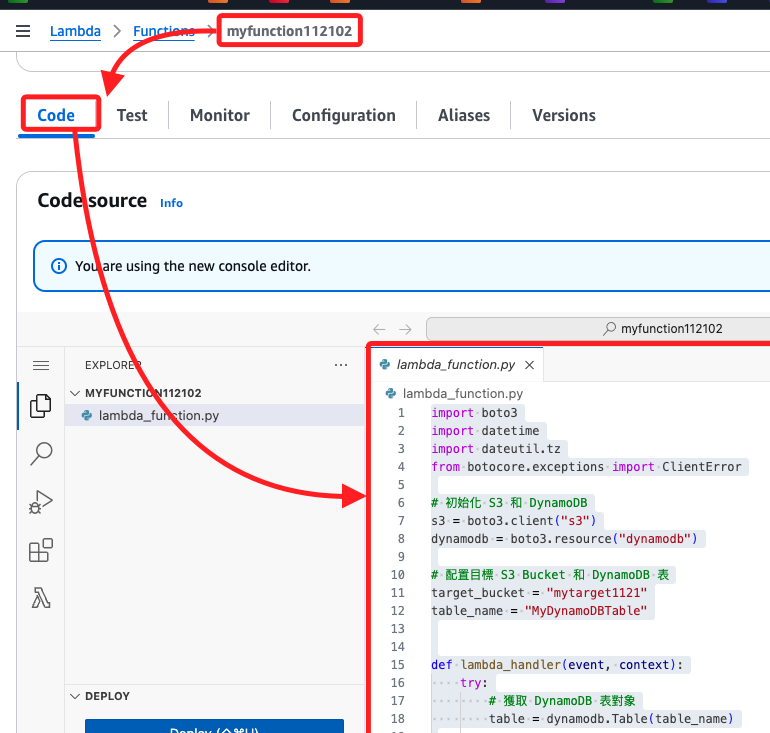 Lambda > Functions > myfunction112102
Code
Test
Monitor
Configuration
Aliases
Versions
Code source Info
You are using the new console editor.
myfunction112102
EXPLORER
MYFUNCTION112102
lambda_function.py
DEPLOY
Deploy (⇧⌘U)
lambda_function.py
lambda_function.py
1 import boto3
2 import datetime
3 import dateutil.tz
4 from botocore.exceptions import ClientError
5
6 # 初始化 S3 和 DynamoDB
7 s3 = boto3.client("s3")
8 dynamodb = boto3.resource("dynamodb")
9
10 # 配置目標 S3 Bucket 和 DynamoDB 表
11 target_bucket = "mytarget1121"
12 table_name = "MyDynamoDBTable"
13
14
15 def lambda_handler(event, context):
16 try:
17 # 獲取 DynamoDB 表對象
18 table = dynamodb.Table(table_name)